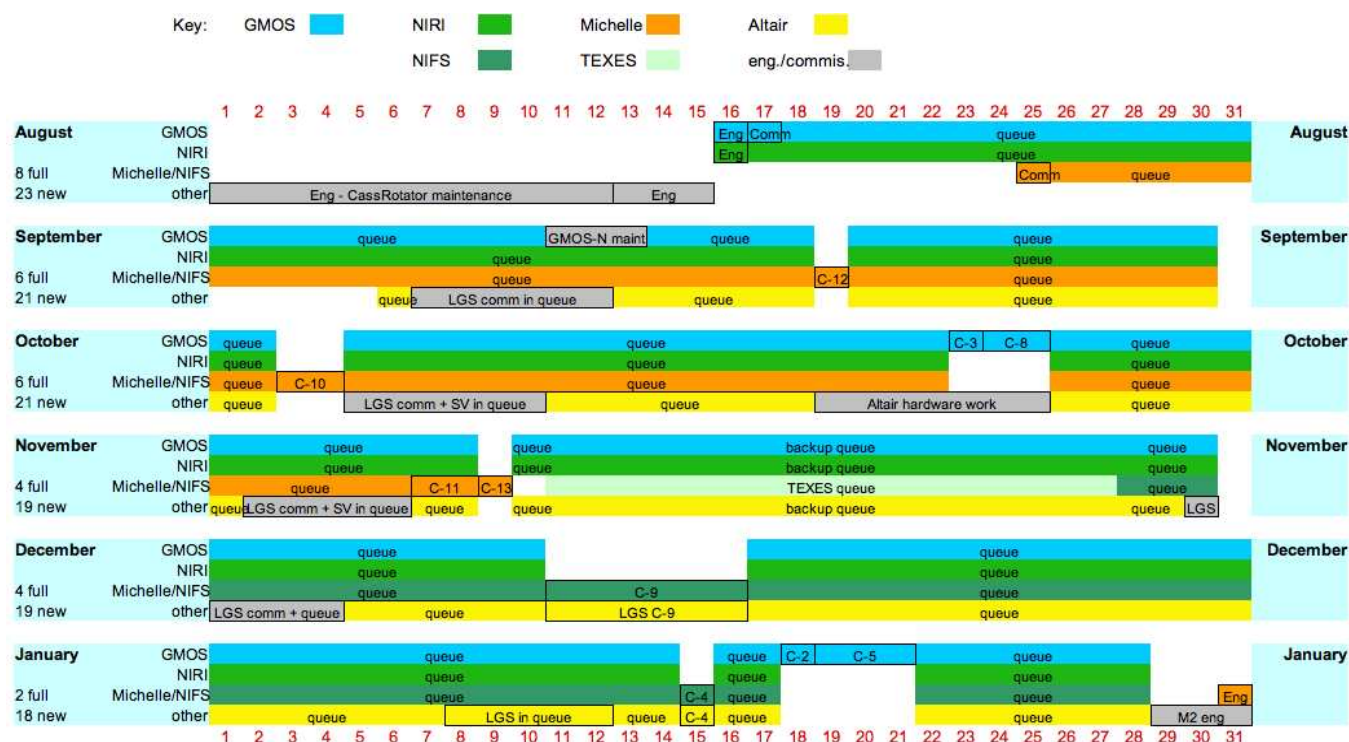 Key: GMOS NIRI Michelle Altair
NIFS TEXES eng./commis.
1 2 3 4 5 6 7 8 9 10 11 12 13 14 15 16 17 18 19 20 21 22 23 24 25 26 27 28 29 30 31
August GMOS Eng Comm queue August
NIRI Eng queue
8 full Michelle/NIFS Comm queue
23 new other Eng - CassRotator maintenance Eng
September GMOS queue GMOS-N maint queue queue September
NIRI queue queue
6 full Michelle/NIFS queue C-12 queue
21 new other queue LGS comm in queue queue queue
October GMOS queue queue C-3 C-8 queue October
NIRI queue queue queue
6 full Michelle/NIFS queue C-10 queue queue
21 new other queue LGS comm + SV in queue queue Altair hardware work queue
November GMOS queue queue backup queue queue November
NIRI queue queue backup queue queue
4 full Michelle/NIFS queue C-11 C-13 TEXES queue queue
19 new other queue LGS comm + SV in queue queue queue backup queue queue LGS
December GMOS queue queue December
NIRI queue queue
4 full Michelle/NIFS queue C-9 queue
19 new other LGS comm + queue queue LGS C-9 queue
January GMOS queue queue C-2 C-5 queue January
NIRI queue queue queue
2 full Michelle/NIFS queue C-4 queue queue Eng
18 new other queue LGS in queue queue C-4 queue queue M2 eng
1 2 3 4 5 6 7 8 9 10 11 12 13 14 15 16 17 18 19 20 21 22 23 24 25 26 27 28 29 30 31